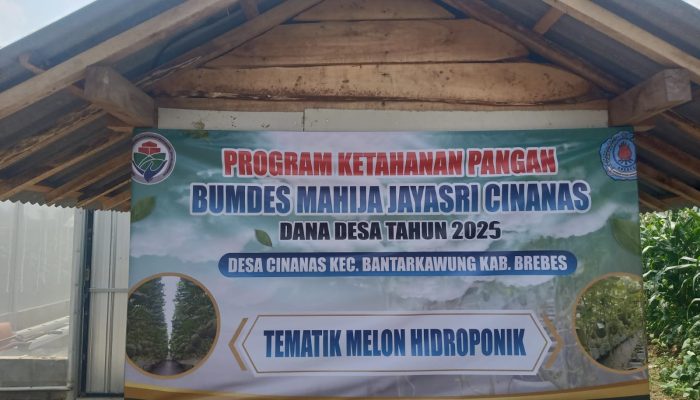 PROGRAM KETAHANAN PANGAN
BUMDES MAHIJA JAYASRI CINANAS
DANA DESA TAHUN 2025
DESA CINANAS KEC. BANTARKAWUNG KAB. BREBES
TEMATIK MELON HIDROPONIK